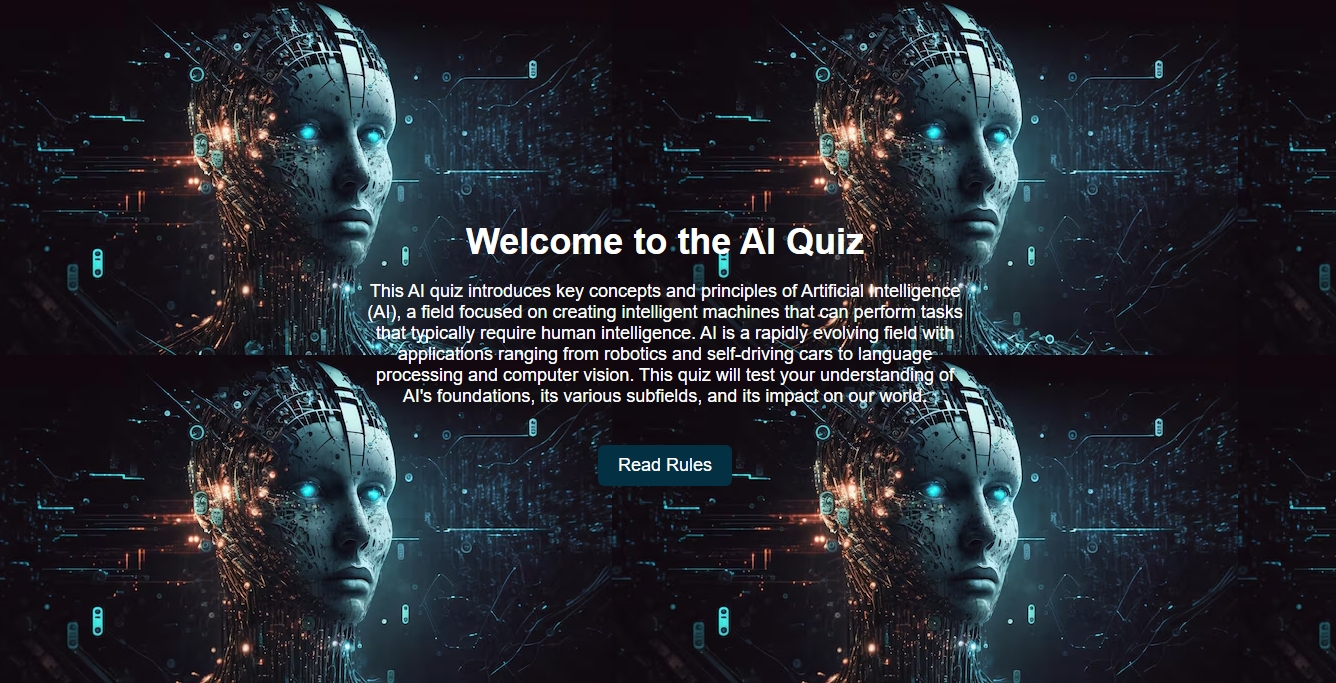 Welcome to the AI Quiz
This AI quiz introduces key concepts and principles of Artificial Intelligence
(AI), a field focused on creating intelligent machines that can perform tasks
that typically require human intelligence. AI is a rapidly evolving field with
applications ranging from robotics and self-driving cars to language
processing and computer vision. This quiz will test your understanding of
AI's foundations, its various subfields, and its impact on our world.
Read Rules